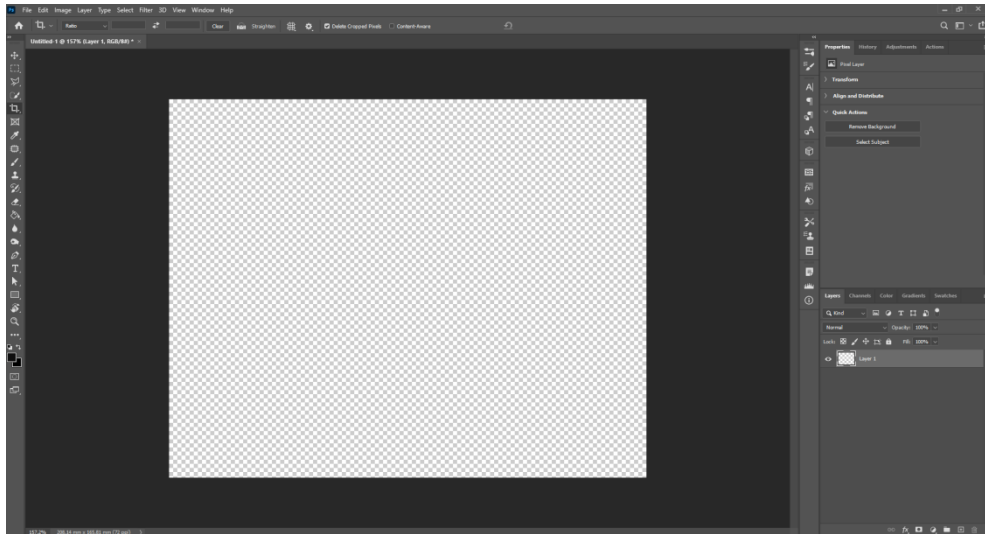 Ps File Edit Image Layer Type Select Filter 3D View Window Help
Ratio Clear Straighten Delete Cropped Pixels Content-Aware
Untitled-1 @ 157% (Layer 1, RGB/8#) * ×
Properties History Adjustments Actions
Pixel Layer
Transform
Align and Distribute
Quick Actions
Remove Background
Select Subject
Layers Channels Color Gradients Swatches
Kind
Normal Opacity: 100%
Lock: Fill: 100%
Layer 1
157.2%